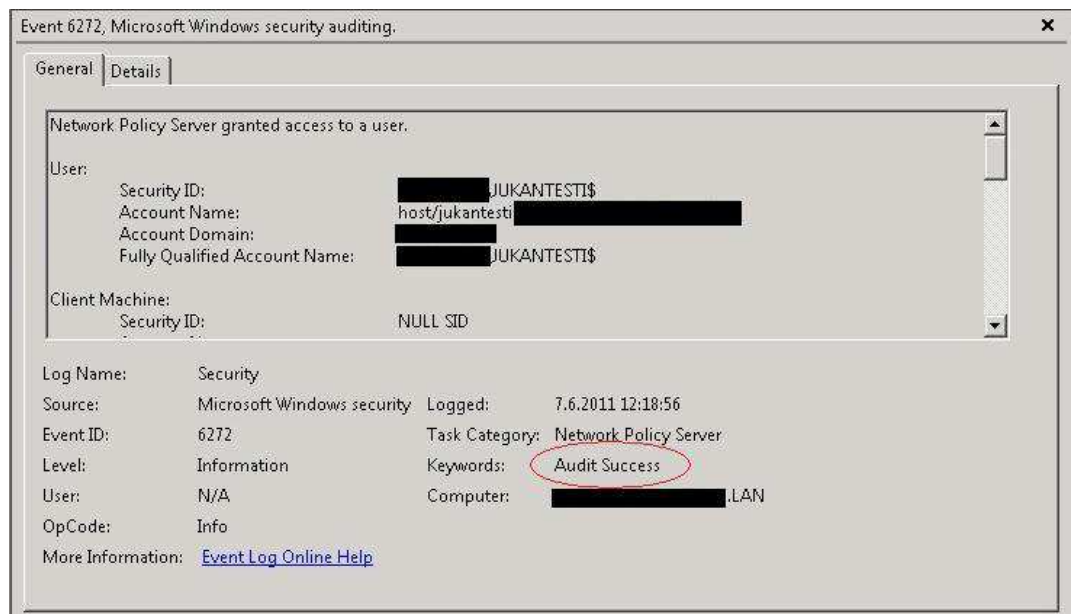 Event 6272, Microsoft Windows security auditing.
General Details
Network Policy Server granted access to a user.
User:
Security ID: JUKANTESTI$
Account Name: host/jukantesti
Account Domain:
Fully Qualified Account Name: JUKANTESTI$
Client Machine:
Security ID: NULL SID
Log Name: Security
Source: Microsoft Windows security Logged: 7.6.2011 12:18:56
Event ID: 6272 Task Category: Network Policy Server
Level: Information Keywords: Audit Success
User: N/A Computer: .LAN
OpCode: Info
More Information: Event Log Online Help